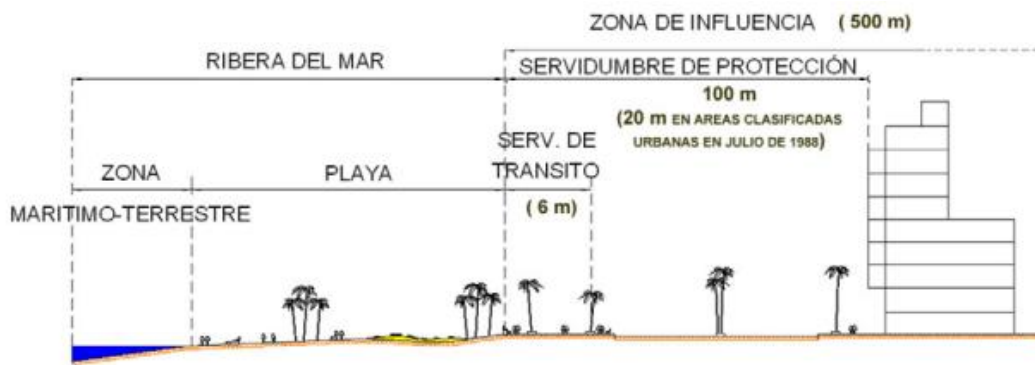 ZONA DE INFLUENCIA ( 500 m)
RIBERA DEL MAR
SERVIDUMBRE DE PROTECCIÓN
100 m
(20 m EN AREAS CLASIFICADAS
URBANAS EN JULIO DE 1988)
SERV. DE
TRANSITO
( 6 m)
ZONA
MARITIMO-TERRESTRE
PLAYA